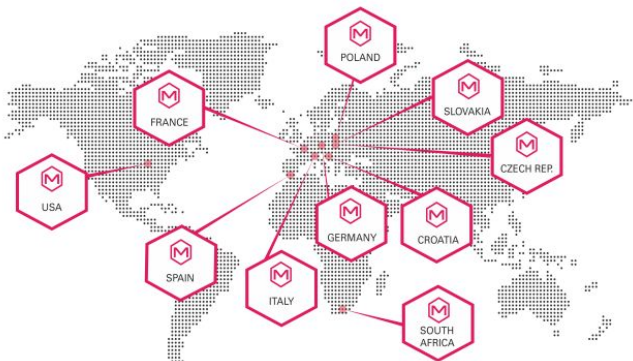 POLAND
SLOVAKIA
FRANCE
CZECH REP.
USA
GERMANY
CROATIA
SPAIN
ITALY
SOUTH
AFRICA